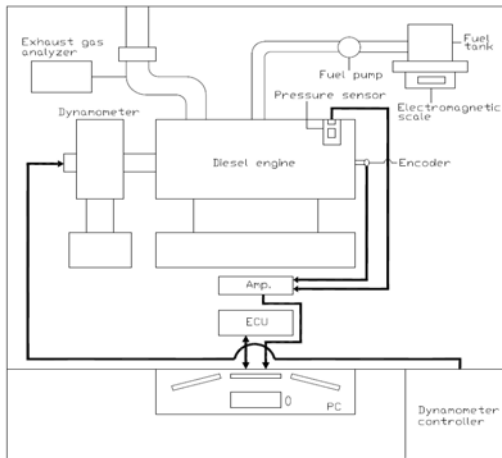 Exhaust gas
analyzer
Fuel
tank
Fuel pump
Pressure sensor
Electromagnetic
scale
Dynamometer
Diesel engine
Encoder
Amp.
ECU
PC
Dynamometer
controller